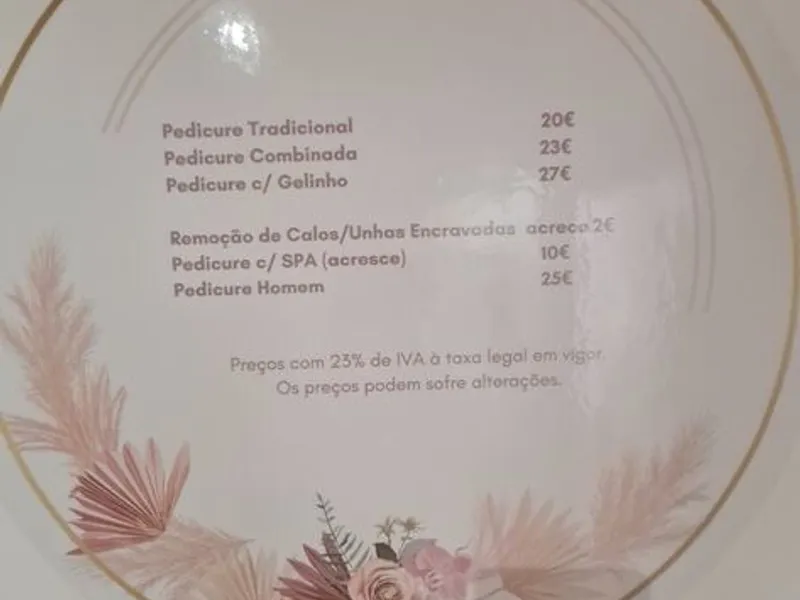 Pedicure Tradicional 20€
Pedicure Combinada 23€
Pedicure c/ Gelinho 27€
Remoção de Calos/Unhas Encravadas acreco 2€
Pedicure c/ SPA (acresce) 10€
Pedicure Homem 25€
Preços com 23% de IVA à taxa legal em vigor.
Os preços podem sofre alterações.